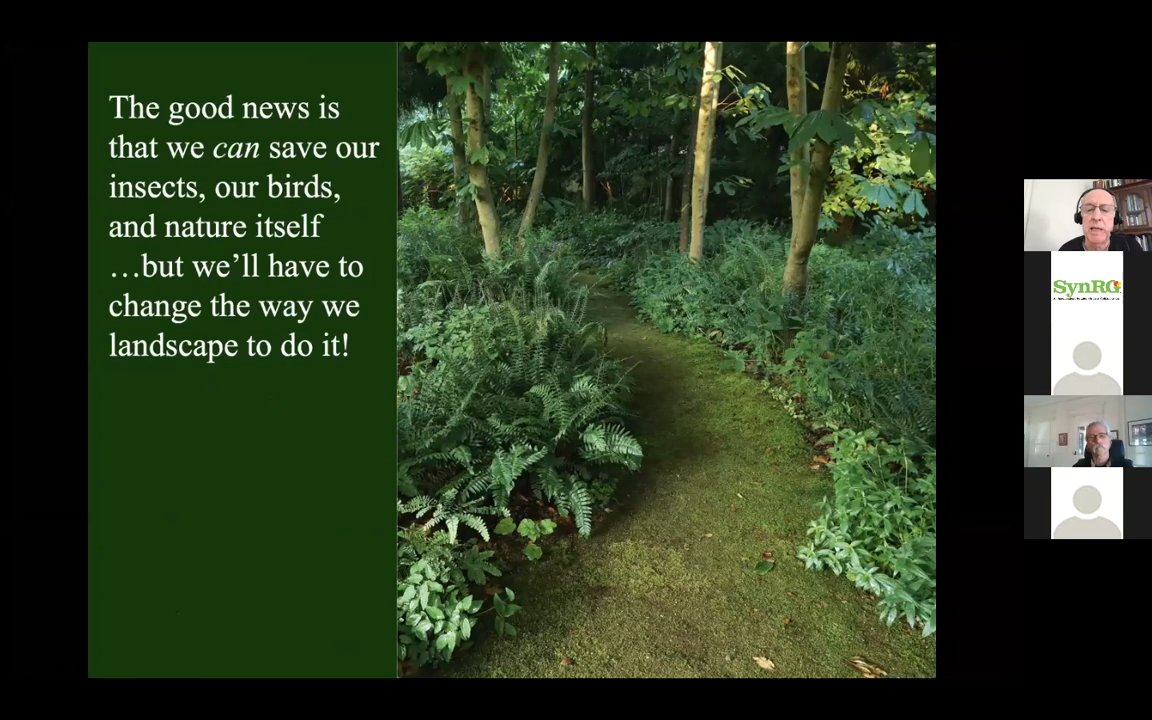 The good news is
that we can save our
insects, our birds,
and nature itself
…but we’ll have to
change the way we
landscape to do it!
SynRG